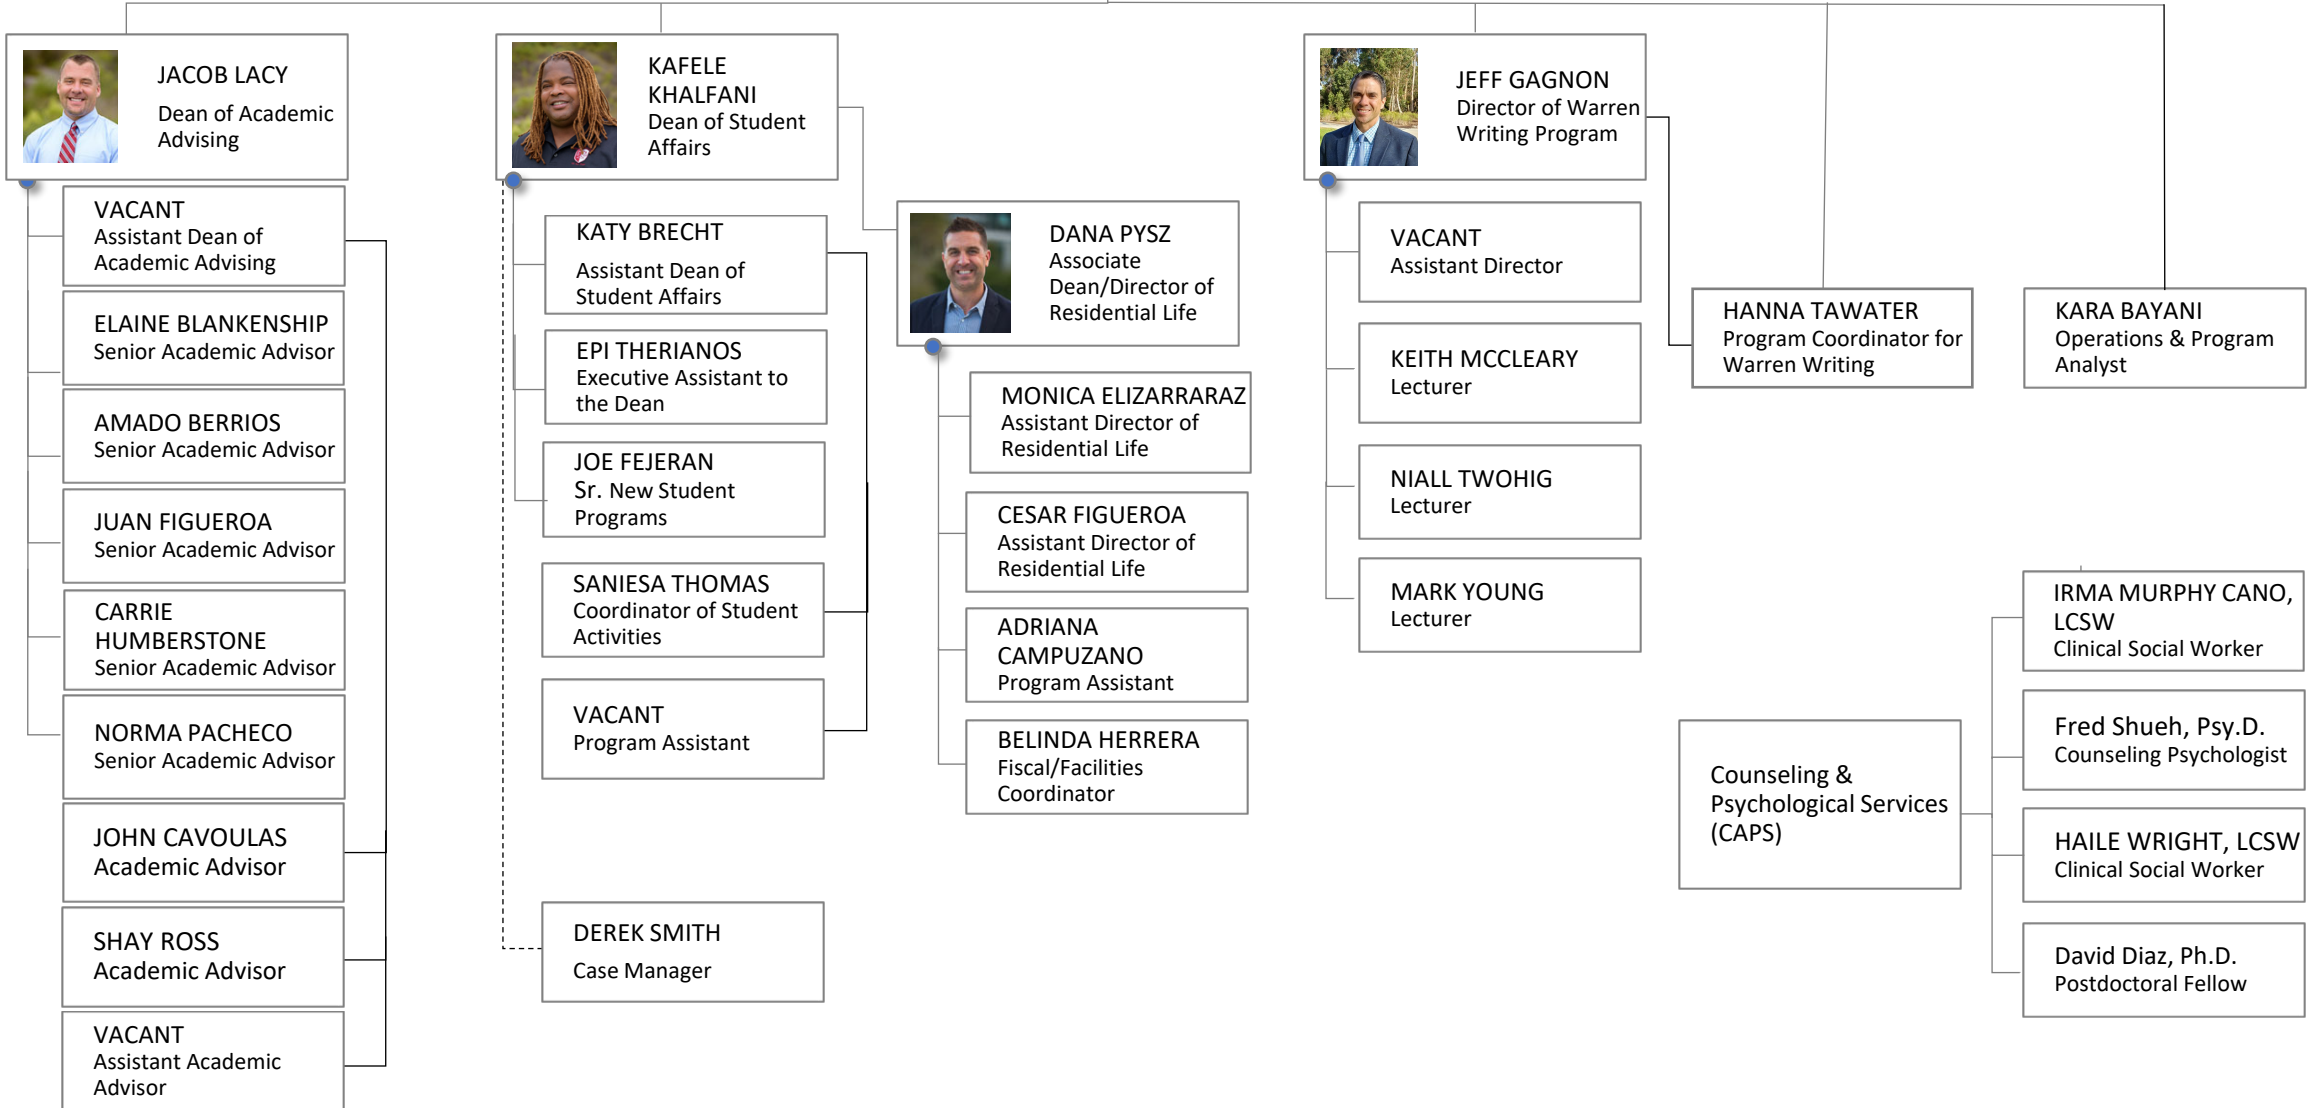 JACOB LACY
Dean of Academic
Advising
VACANT
Assistant Dean of
Academic Advising
ELAINE BLANKENSHIP
Senior Academic Advisor
AMADO BERRIOS
Senior Academic Advisor
JUAN FIGUEROA
Senior Academic Advisor
CARRIE
HUMBERSTONE
Senior Academic Advisor
NORMA PACHECO
Senior Academic Advisor
JOHN CAVOULAS
Academic Advisor
SHAY ROSS
Academic Advisor
VACANT
Assistant Academic
Advisor
KAFELE
KHALFANI
Dean of Student
Affairs
KATY BRECHT
Assistant Dean of
Student Affairs
EPI THERIANOS
Executive Assistant to
the Dean
JOE FEJERAN
Sr. New Student
Programs
SANIESA THOMAS
Coordinator of Student
Activities
VACANT
Program Assistant
DEREK SMITH
Case Manager
DANA PYSZ
Associate
Dean/Director of
Residential Life
MONICA ELIZARRARAZ
Assistant Director of
Residential Life
CESAR FIGUEROA
Assistant Director of
Residential Life
ADRIANA
CAMPUZANO
Program Assistant
BELINDA HERRERA
Fiscal/Facilities
Coordinator
JEFF GAGNON
Director of Warren
Writing Program
VACANT
Assistant Director
KEITH MCCLEARY
Lecturer
NIALL TWOHIG
Lecturer
MARK YOUNG
Lecturer
HANNA TAWATER
Program Coordinator for
Warren Writing
KARA BAYANI
Operations & Program
Analyst
Counseling &
Psychological Services
(CAPS)
IRMA MURPHY CANO,
LCSW
Clinical Social Worker
Fred Shueh, Psy.D.
Counseling Psychologist
HAILE WRIGHT, LCSW
Clinical Social Worker
David Diaz, Ph.D.
Postdoctoral Fellow